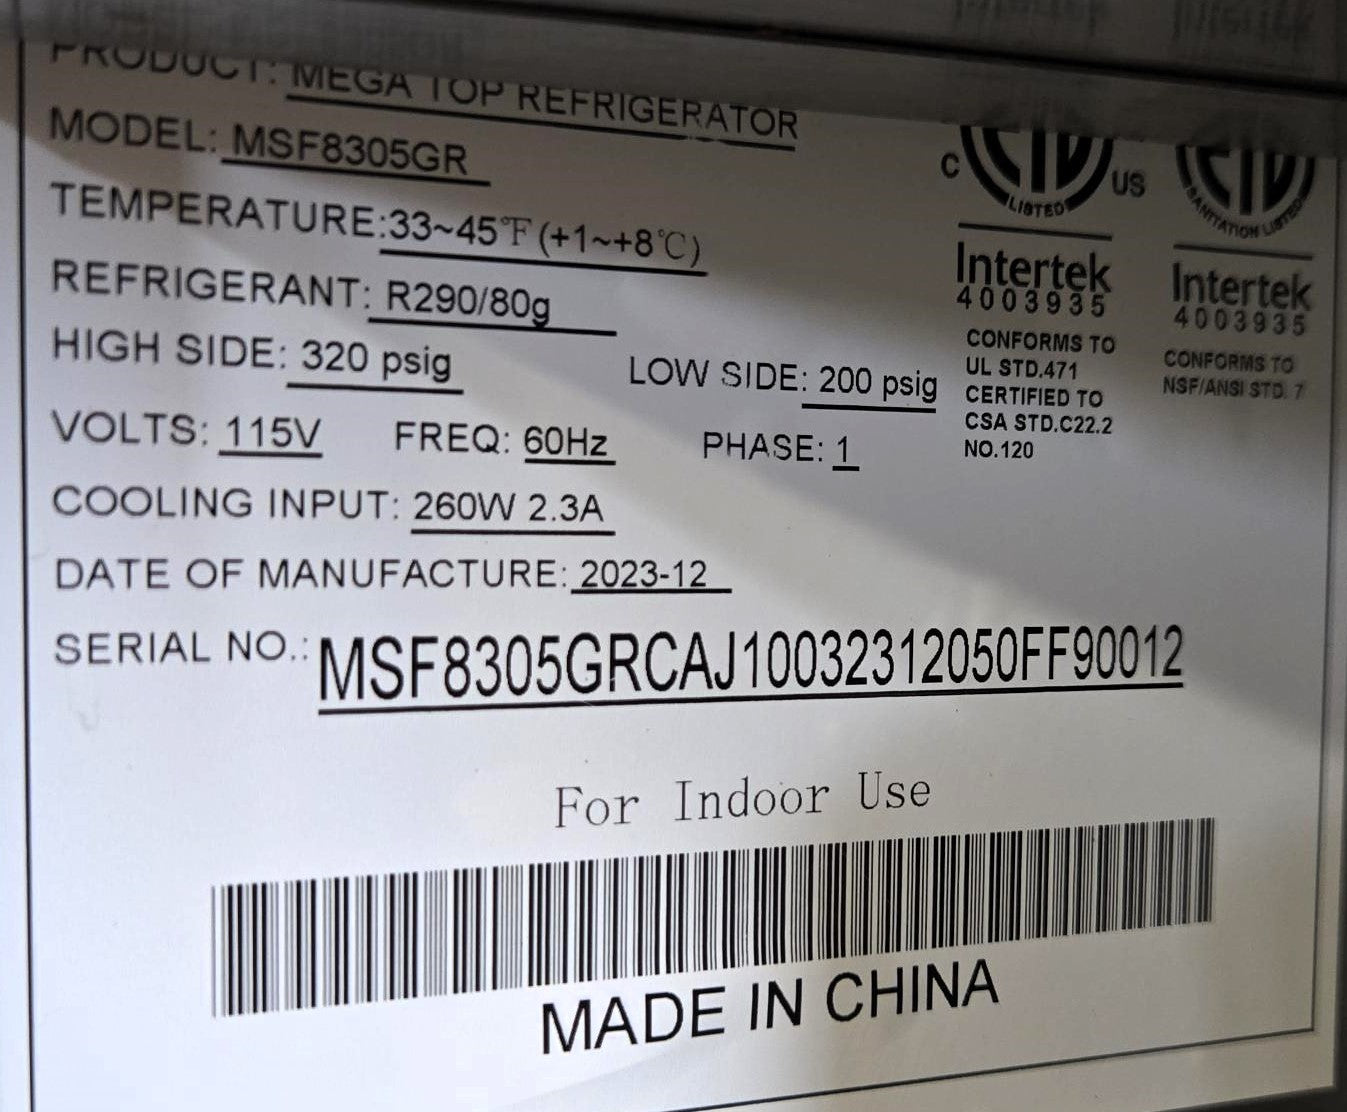 PRODUCT: MEGA TOP REFRIGERATOR
MODEL: MSF8305GR
TEMPERATURE:33~45℉(+1~+8℃)
REFRIGERANT: R290/80g
HIGH SIDE: 320 psig LOW SIDE: 200 psig
VOLTS: 115V FREQ: 60Hz PHASE: 1
COOLING INPUT: 260W 2.3A
DATE OF MANUFACTURE: 2023-12
SERIAL NO.: MSF8305GRCAJ10032312050FF90012
For Indoor Use
MADE IN CHINA
C ETL US
LISTED
Intertek
4003935
CONFORMS TO
UL STD.471
CERTIFIED TO
CSA STD.C22.2
NO.120
ETL
SANITATION LISTED
Intertek
4003935
CONFORMS TO
NSF/ANSI STD. 7